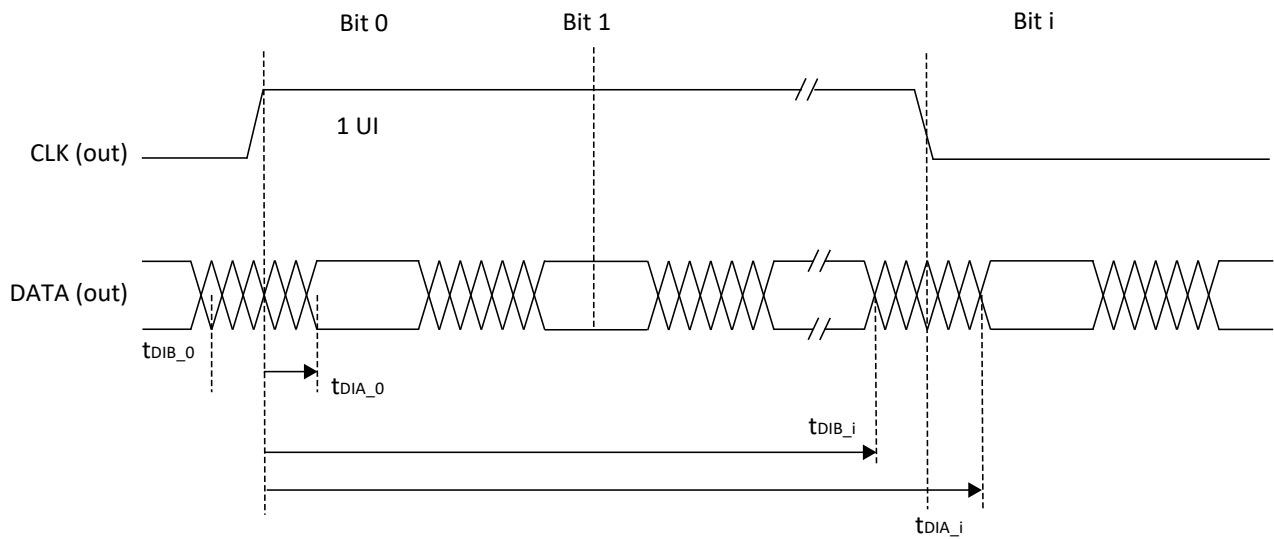 Bit 0 Bit 1 Bit i
1 UI
CLK (out)
DATA (out)
tDIB_0
tDIA_0
tDIB_i
tDIA_i